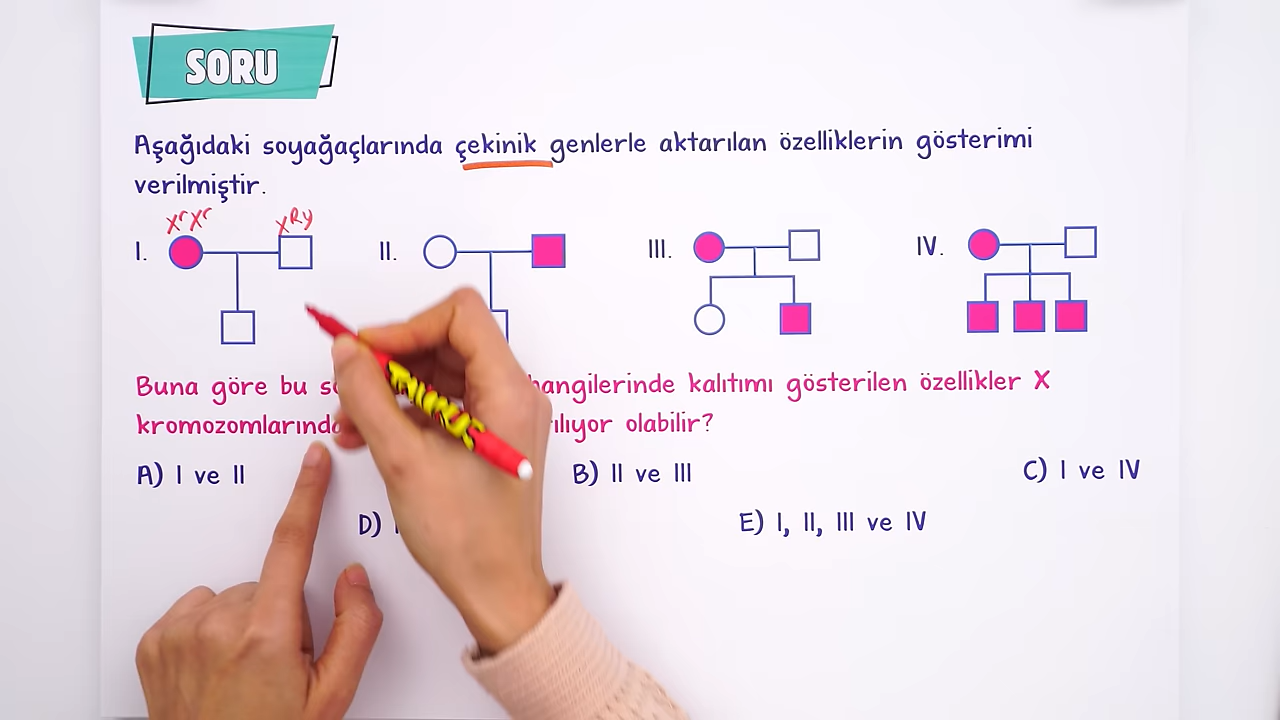 SORU
Aşağıdaki soyağaçlarında çekinik genlerle aktarılan özelliklerin gösterimi
verilmiştir.
XʳXʳ XᴿY
I. II. III. IV.
Buna göre bu hangilerinde kalıtımı gösterilen özellikler X
kromozomlarında olabilir?
A) I ve II B) II ve III C) I ve IV
D) E) I, II, III ve IV